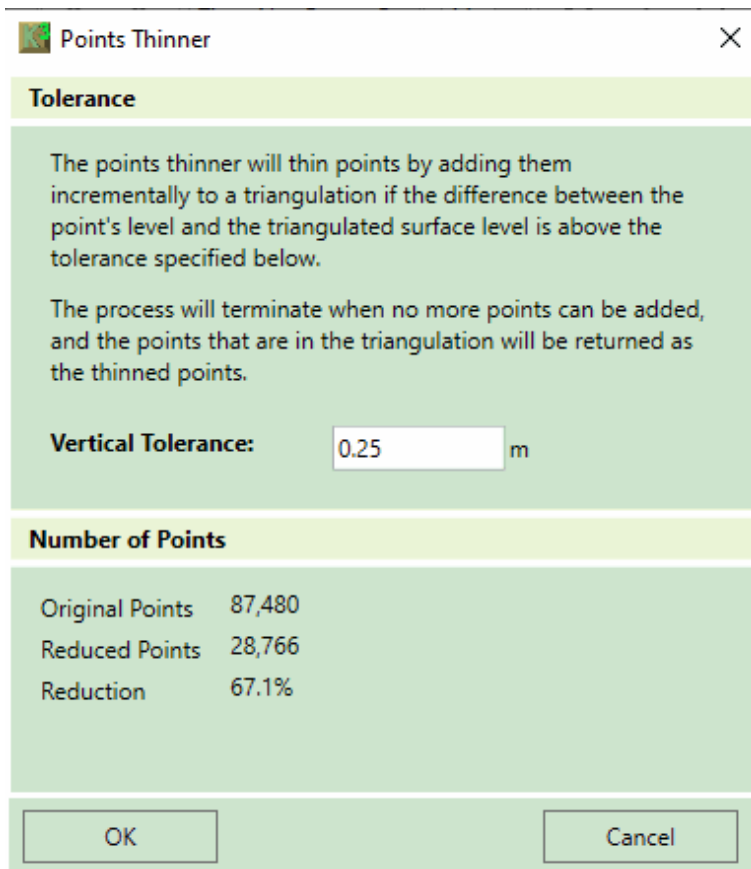 Points Thinner
Tolerance
The points thinner will thin points by adding them
incrementally to a triangulation if the difference between the
point's level and the triangulated surface level is above the
tolerance specified below.
The process will terminate when no more points can be added,
and the points that are in the triangulation will be returned as
the thinned points.
Vertical Tolerance: 0.25 m
Number of Points
Original Points 87,480
Reduced Points 28,766
Reduction 67.1%
OK Cancel